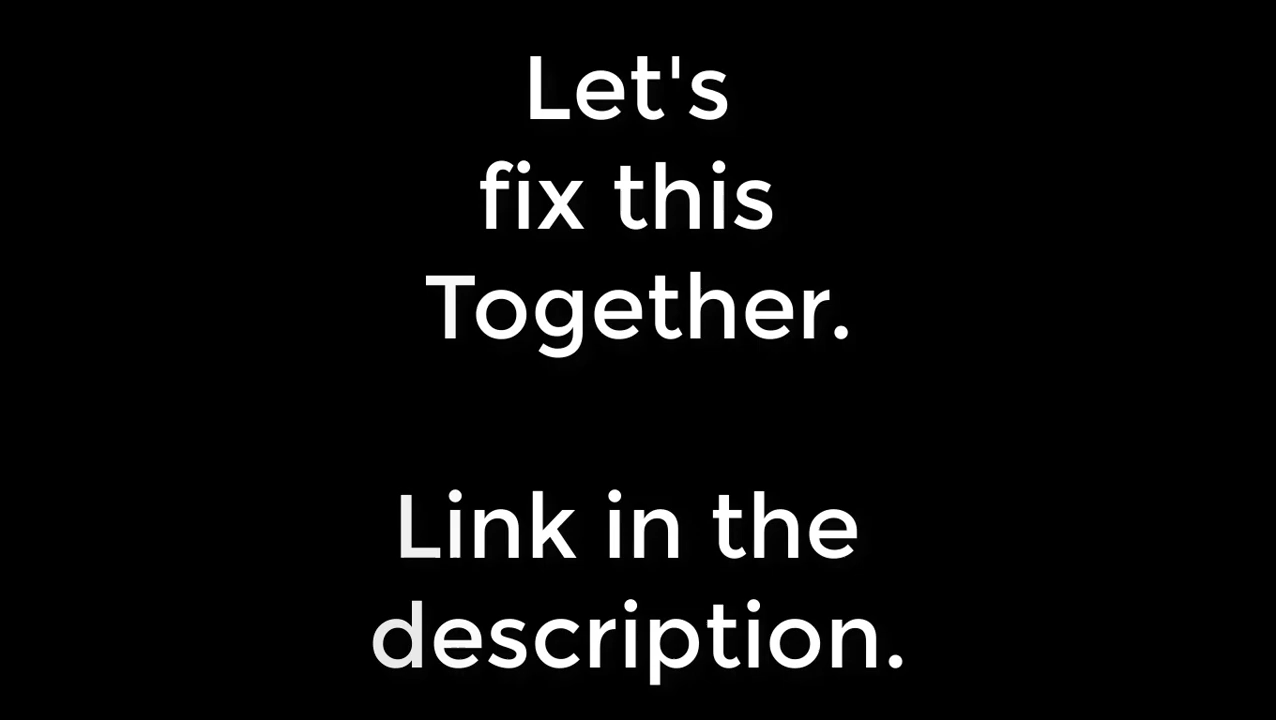 Let's
fix this
Together.
Link in the
description.